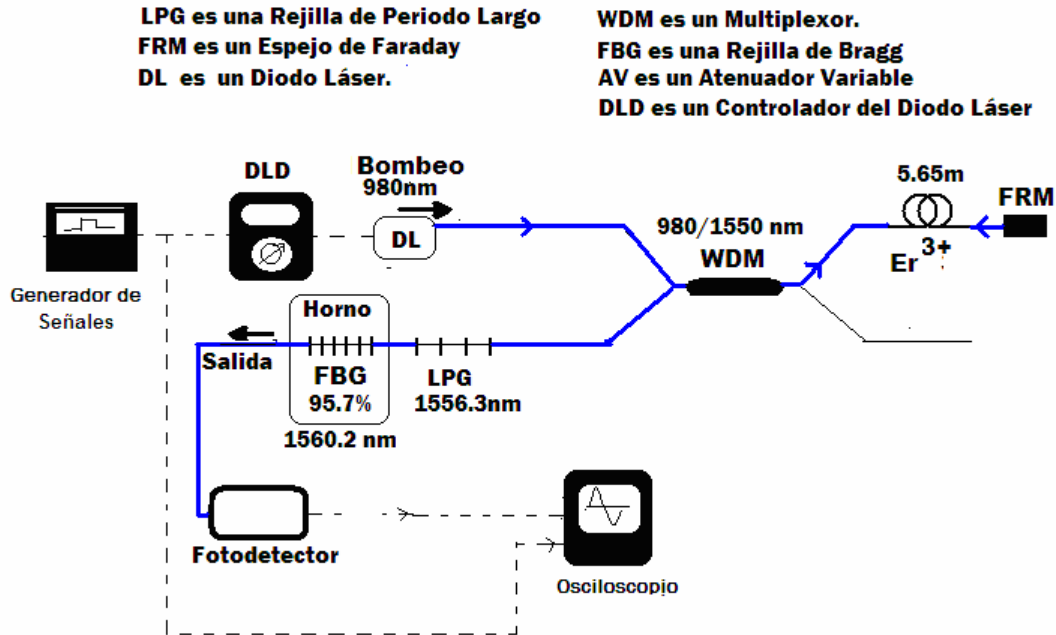 LPG es una Rejilla de Periodo Largo
FRM es un Espejo de Faraday
DL es un Diodo Láser.
WDM es un Multiplexor.
FBG es una Rejilla de Bragg
AV es un Atenuador Variable
DLD es un Controlador del Diodo Láser
DLD
Bombeo
980nm
DL
5.65m
FRM
980/1550 nm
WDM
Er 3+
Generador de
Señales
Horno
Salida
FBG
95.7%
LPG
1556.3nm
1560.2 nm
Fotodetector
Osciloscopio